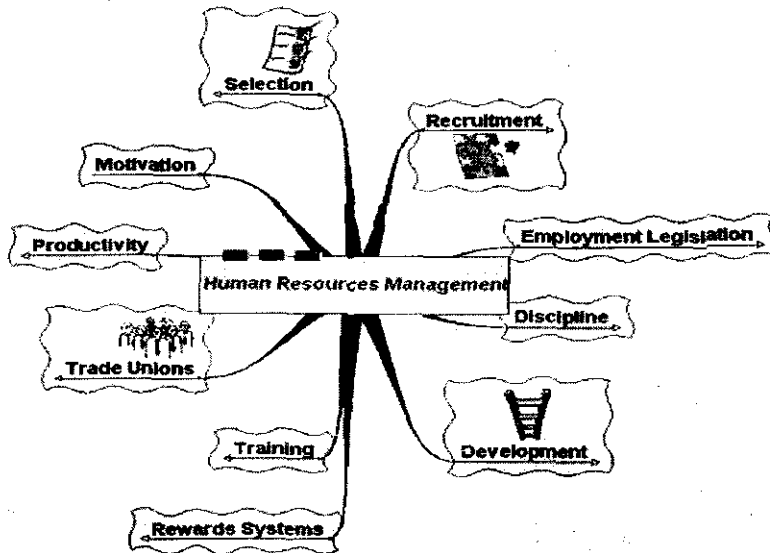 Selection
Recruitment
Motivation
Employment Legislation
Productivity
Human Resources Management
Discipline
Trade Unions
Training
Development
Rewards Systems